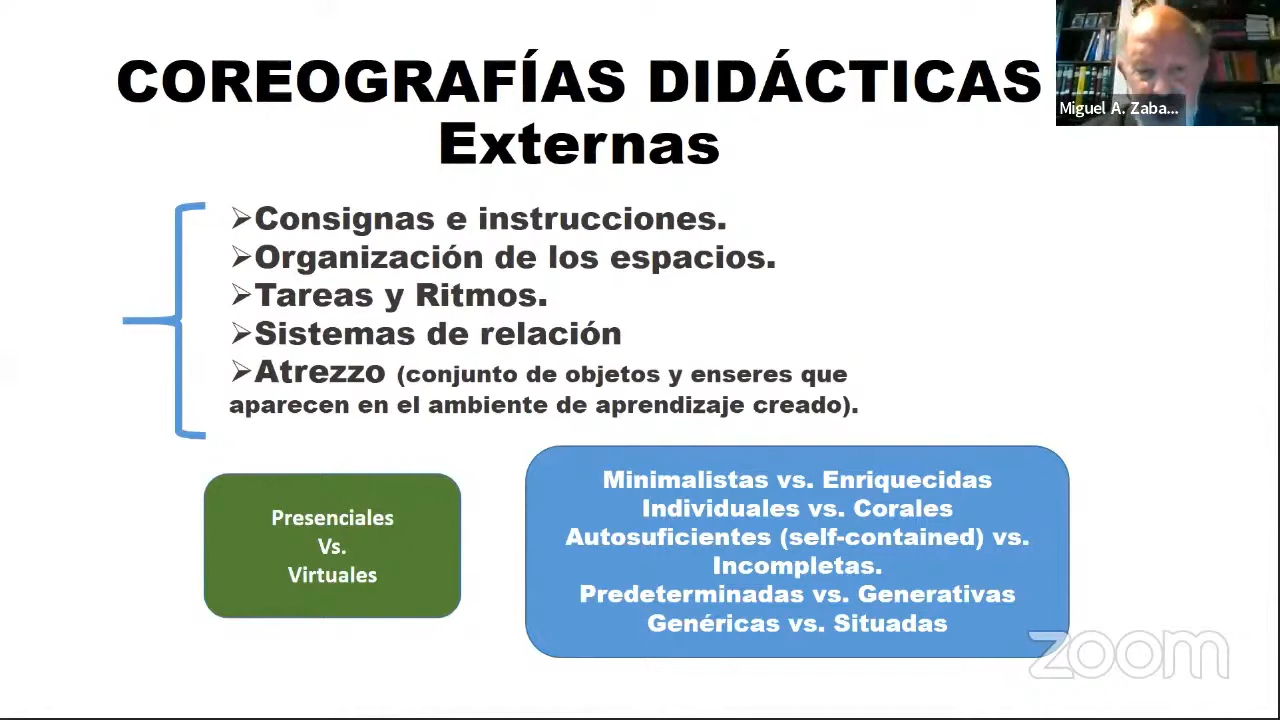 COREOGRAFÍAS DIDÁCTICAS
Externas
Miguel A. Zaba...
➢Consignas e instrucciones.
➢Organización de los espacios.
➢Tareas y Ritmos.
➢Sistemas de relación
➢Atrezzo (conjunto de objetos y enseres que
aparecen en el ambiente de aprendizaje creado).
Presenciales
Vs.
Virtuales
Minimalistas vs. Enriquecidas
Individuales vs. Corales
Autosuficientes (self-contained) vs.
Incompletas.
Predeterminadas vs. Generativas
Genéricas vs. Situadas
zoom